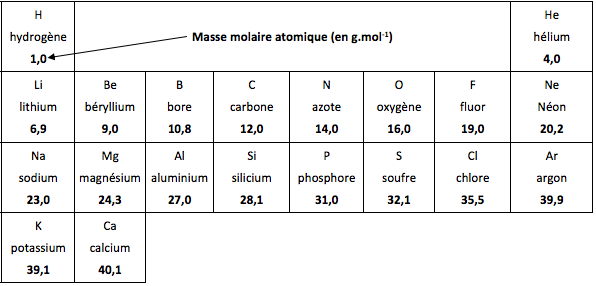 H He
hydrogène Masse molaire atomique (en g.mol-1) hélium
1,0 4,0
Li Be B C N O F Ne
lithium béryllium bore carbone azote oxygène fluor Néon
6,9 9,0 10,8 12,0 14,0 16,0 19,0 20,2
Na Mg Al Si P S Cl Ar
sodium magnésium aluminium silicium phosphore soufre chlore argon
23,0 24,3 27,0 28,1 31,0 32,1 35,5 39,9
K Ca
potassium calcium
39,1 40,1